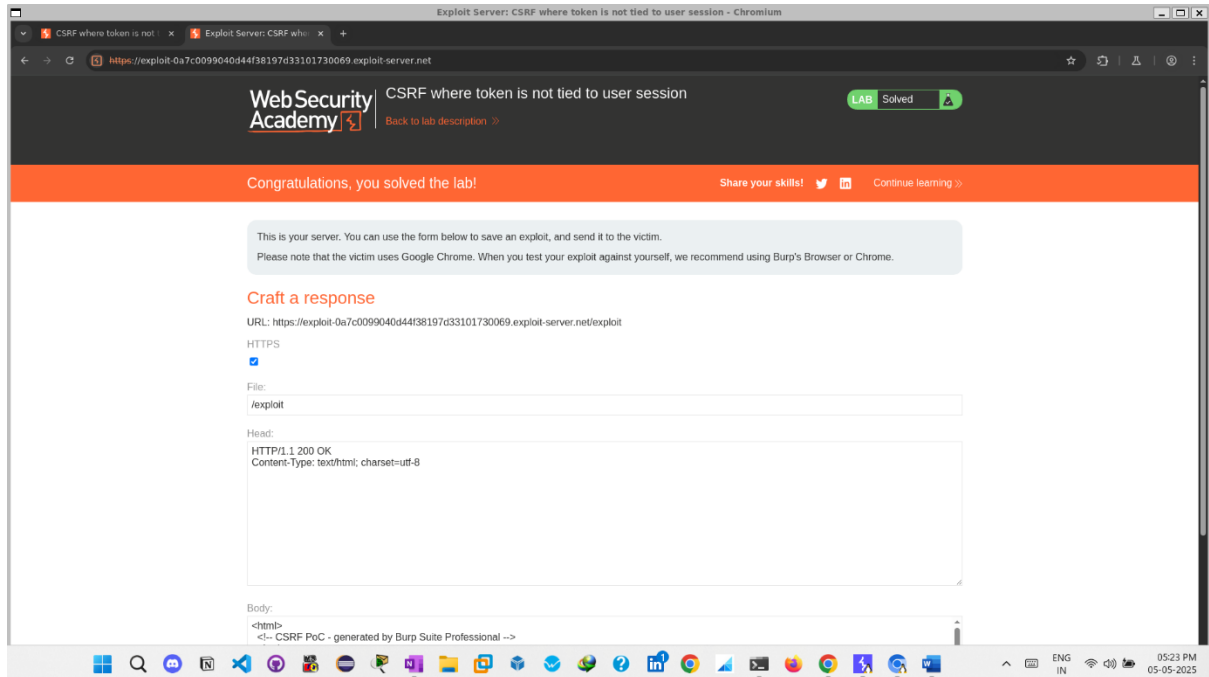 Exploit Server: CSRF where token is not tied to user session - Chromium
CSRF where token is not t
Exploit Server: CSRF whe
https://exploit-0a7c0099040d44f38197d33101730069.exploit-server.net
WebSecurity
Academy
CSRF where token is not tied to user session
Back to lab description
LAB Solved
Congratulations, you solved the lab!
Share your skills!
Continue learning
This is your server. You can use the form below to save an exploit, and send it to the victim.
Please note that the victim uses Google Chrome. When you test your exploit against yourself, we recommend using Burp's Browser or Chrome.
Craft a response
URL: https://exploit-0a7c0099040d44f38197d33101730069.exploit-server.net/exploit
HTTPS
File:
/exploit
Head:
HTTP/1.1 200 OK
Content-Type: text/html; charset=utf-8
Body:
<html>
<!-- CSRF PoC - generated by Burp Suite Professional -->
ENG
IN
05:23 PM
05-05-2025